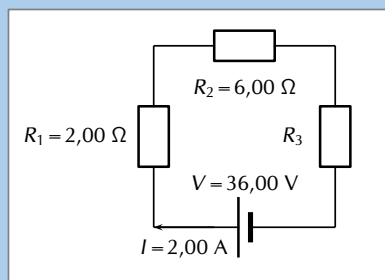 R₂ = 6,00 Ω
R₁ = 2,00 Ω
R₃
V = 36,00 V
I = 2,00 A